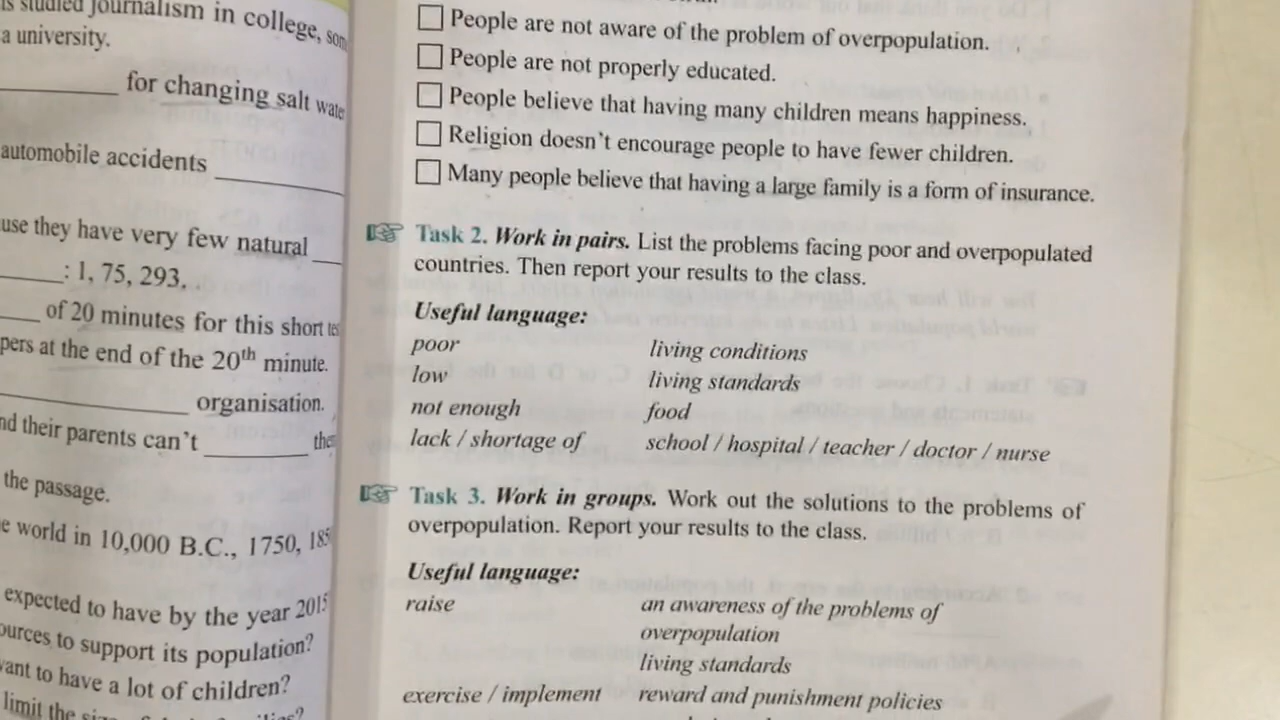 studied journalism in college,
a university.
for changing salt
automobile accidents
use they have very few natural
: 1, 75, 293,
of 20 minutes for this short
pers at the end of the 20th minute.
organisation.
nd their parents can't
the passage.
e world in 10,000 B.C., 1750,
expected to have by the year 2015
ources to support its population?
want to have a lot of children?
limit the
People are not aware of the problem of overpopulation.
People are not properly educated.
People believe that having many children means happiness.
Religion doesn't encourage people to have fewer children.
Many people believe that having a large family is a form of insurance.
Task 2. Work in pairs. List the problems facing poor and overpopulated
countries. Then report your results to the class.
Useful language:
poor living conditions
low living standards
not enough food
lack / shortage of school / hospital / teacher / doctor / nurse
Task 3. Work in groups. Work out the solutions to the problems of
overpopulation. Report your results to the class.
Useful language:
raise an awareness of the problems of
overpopulation
living standards
exercise / implement reward and punishment policies